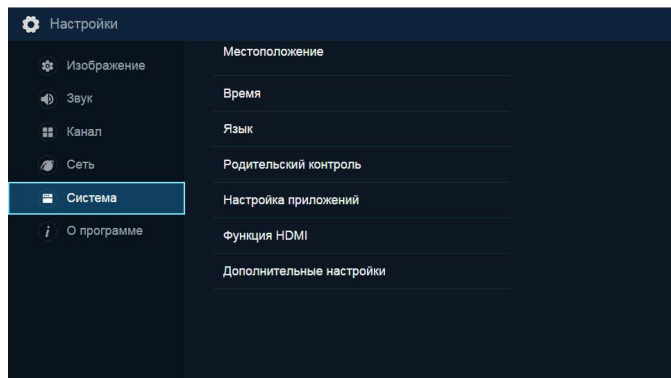 Настройки
Изображение
Звук
Канал
Сеть
Система
О программе
Местоположение
Время
Язык
Родительский контроль
Настройка приложений
Функция HDMI
Дополнительные настройки